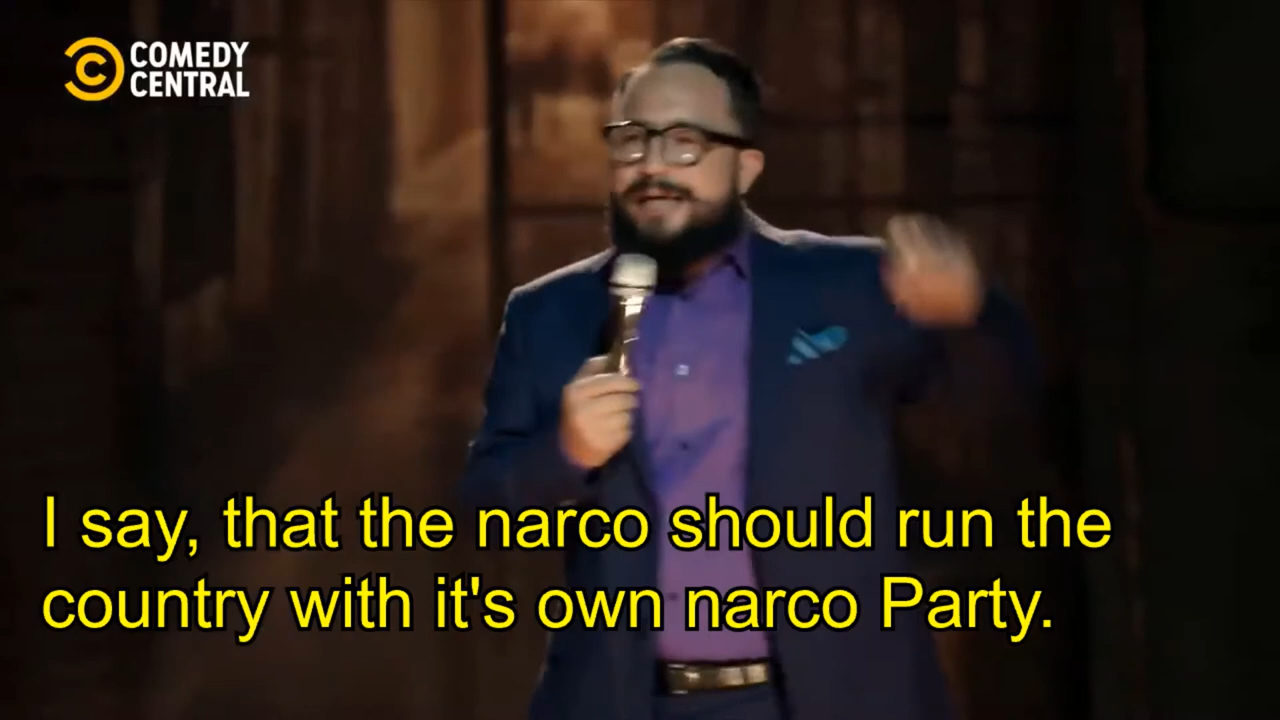 COMEDY
CENTRAL
I say, that the narco should run the
country with it's own narco Party.